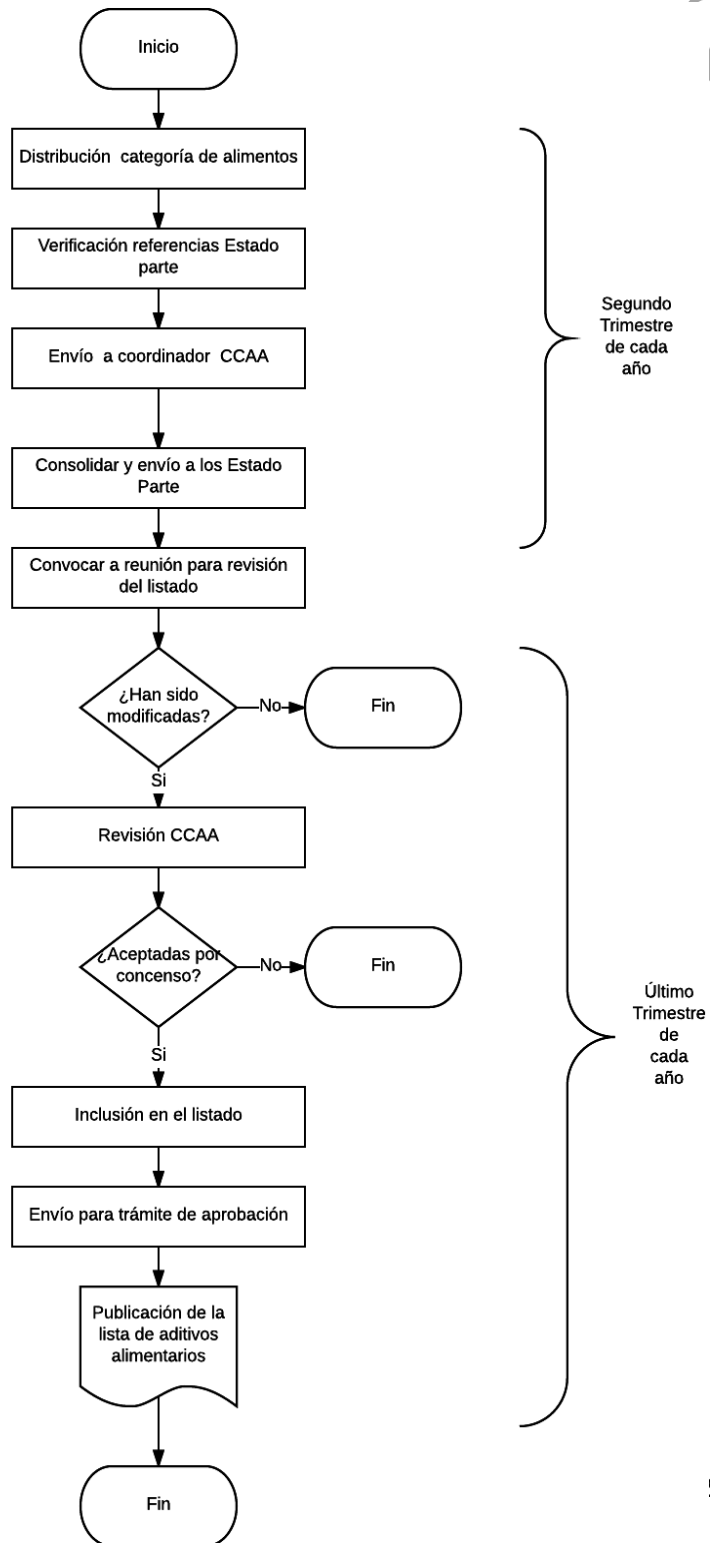 Inicio
Distribución categoría de alimentos
Verificación referencias Estado
parte
Envío a coordinador CCAA
Consolidar y envío a los Estado
Parte
Convocar a reunión para revisión
del listado
Segundo
Trimestre
de cada
año
¿Han sido
modificadas?
No
Fin
Si
Revisión CCAA
¿Aceptadas por
concenso?
No
Fin
Si
Inclusión en el listado
Envío para trámite de aprobación
Publicación de la
lista de aditivos
alimentarios
Fin
Último
Trimestre
de
cada
año